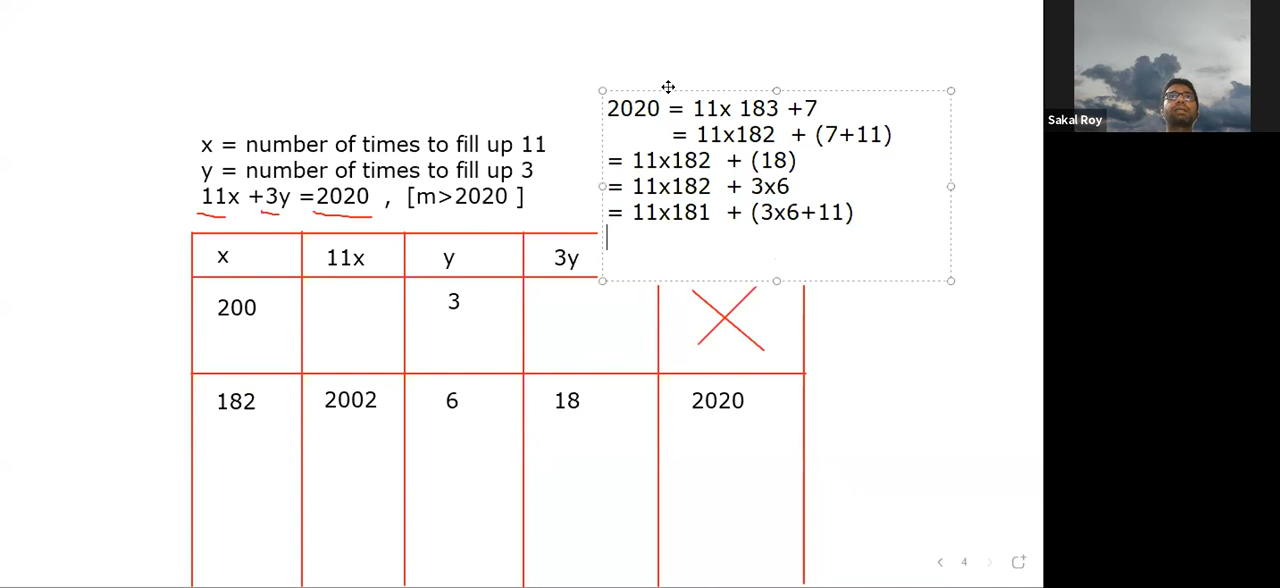 2020 = 11x 183 +7
= 11x182 + (7+11)
= 11x182 + (18)
= 11x182 + 3x6
= 11x181 + (3x6+11)
x = number of times to fill up 11
y = number of times to fill up 3
11x +3y =2020 , [m>2020 ]
x 11x y 3y
200 3
182 2002 6 18 2020
Sakal Roy
4